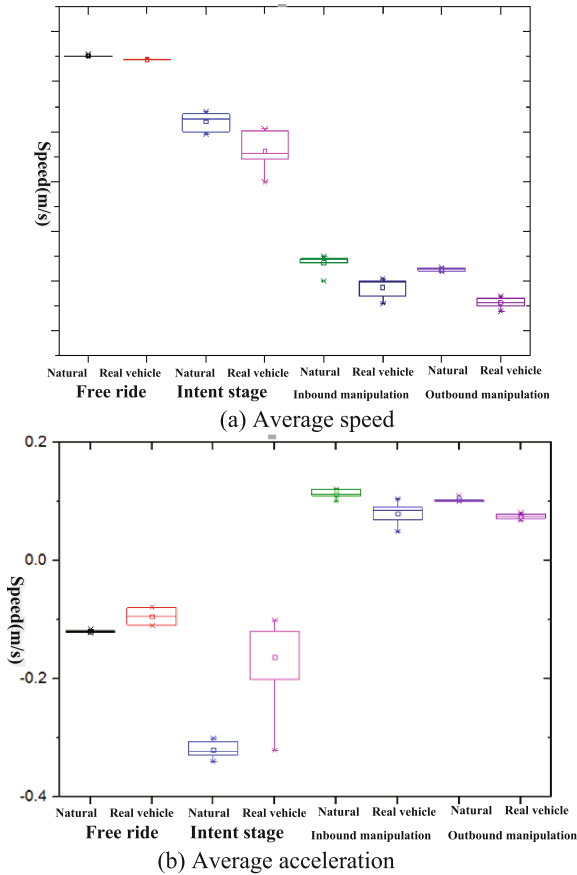 Speed(m/s)
Natural Real vehicle Natural Real vehicle Natural Real vehicle Natural Real vehicle
Free ride Intent stage Inbound manipulation Outbound manipulation
(a) Average speed
0.2
0.0
-0.2
-0.4
Speed(m/s)
Natural Real vehicle Natural Real vehicle Natural Real vehicle Natural Real vehicle
Free ride Intent stage Inbound manipulation Outbound manipulation
(b) Average acceleration